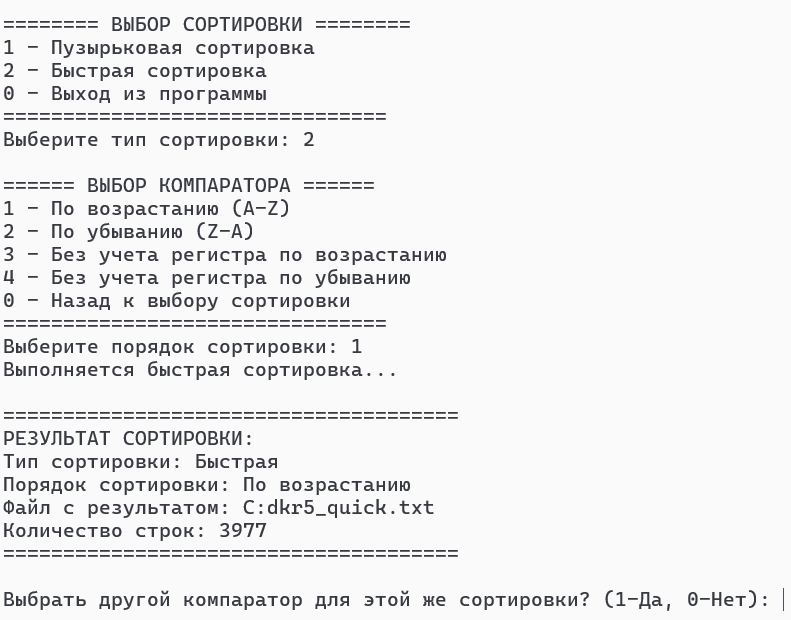 ======== ВЫБОР СОРТИРОВКИ ========
1 - Пузырьковая сортировка
2 - Быстрая сортировка
0 - Выход из программы
================================
Выберите тип сортировки: 2
====== ВЫБОР КОМПАРАТОРА ======
1 - По возрастанию (A-Z)
2 - По убыванию (Z-A)
3 - Без учета регистра по возрастанию
4 - Без учета регистра по убыванию
0 - Назад к выбору сортировки
================================
Выберите порядок сортировки: 1
Выполняется быстрая сортировка...
======================================
РЕЗУЛЬТАТ СОРТИРОВКИ:
Тип сортировки: Быстрая
Порядок сортировки: По возрастанию
Файл с результатом: C:dkr5_quick.txt
Количество строк: 3977
======================================
Выбрать другой компаратор для этой же сортировки? (1-Да, 0-Нет):